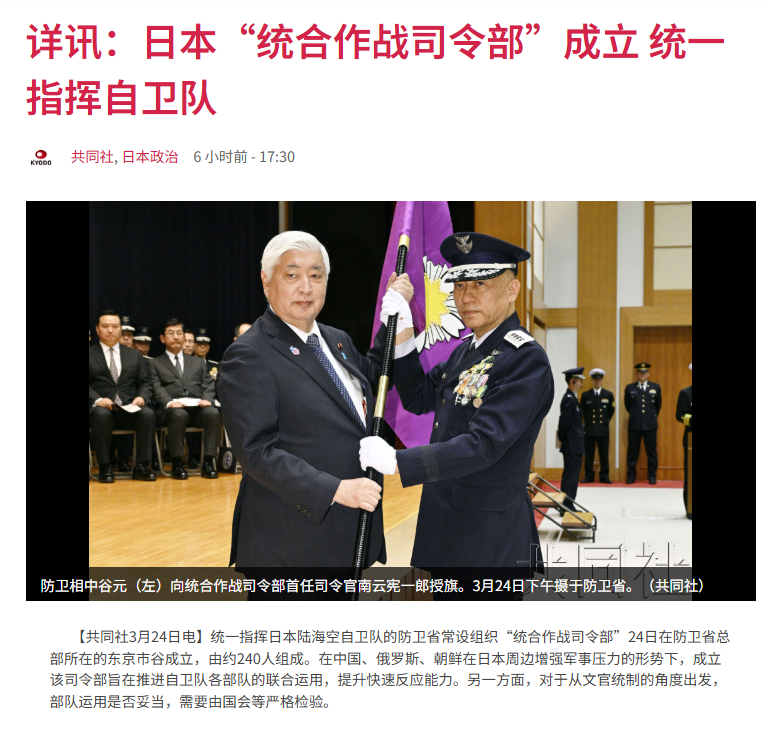 详讯：日本“统合作战司令部”成立 统一
指挥自卫队
KYODO
共同社, 日本政治 6 小时前 - 17:30
共同社
防卫相中谷元（左）向统合作战司令部首任司令官南云宪一郎授旗。3月24日下午摄于防卫省。（共同社）
【共同社3月24日电】统一指挥日本陆海空自卫队的防卫省常设组织“统合作战司令部”24日在防卫省总
部所在的东京市谷成立，由约240人组成。在中国、俄罗斯、朝鲜在日本周边增强军事压力的形势下，成立
该司令部旨在推进自卫队各部队的联合运用，提升快速反应能力。另一方面，对于从文官统制的角度出发，
部队运用是否妥当，需要由国会等严格检验。